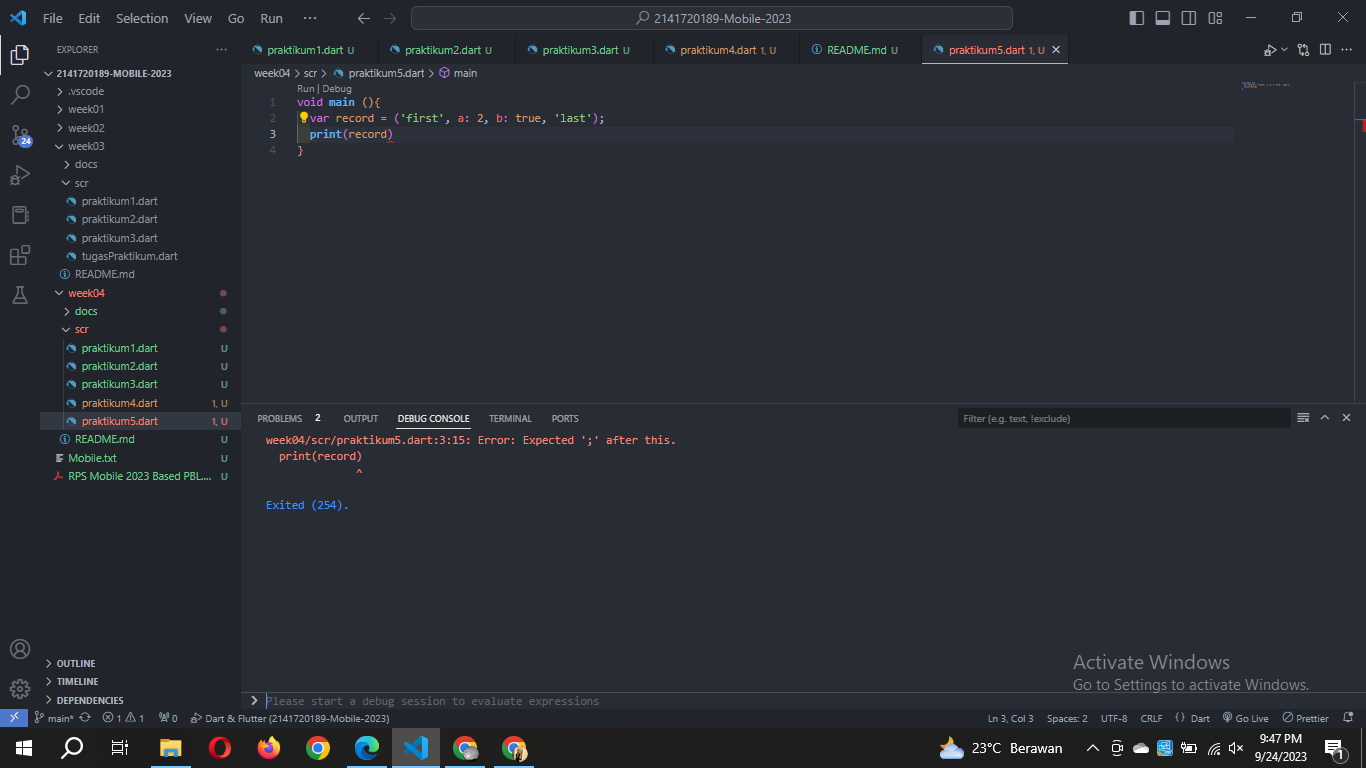 File Edit Selection View Go Run ··· 2141720189-Mobile-2023
EXPLORER ···
praktikum1.dart U praktikum2.dart U praktikum3.dart U praktikum4.dart 1, U README.md U praktikum5.dart 1, U
2141720189-MOBILE-2023
.vscode
week01
week02
week03
docs
scr
praktikum1.dart
praktikum2.dart
praktikum3.dart
tugasPraktikum.dart
README.md
week04
docs
scr
praktikum1.dart U
praktikum2.dart U
praktikum3.dart U
praktikum4.dart 1, U
praktikum5.dart 1, U
README.md U
Mobile.txt U
RPS Mobile 2023 Based PBL.... U
24
OUTLINE
TIMELINE
DEPENDENCIES
week04 > scr > praktikum5.dart > main
Run | Debug
1 void main (){
2 var record = ('first', a: 2, b: true, 'last');
3 print(record)
4 }
PROBLEMS 2 OUTPUT DEBUG CONSOLE TERMINAL PORTS Filter (e.g. text, !exclude)
week04/scr/praktikum5.dart:3:15: Error: Expected ';' after this.
print(record)
^
Exited (254).
Activate Windows
Go to Settings to activate Windows.
Please start a debug session to evaluate expressions
main* 1 1 0 Dart & Flutter (2141720189-Mobile-2023) Ln 3, Col 3 Spaces: 2 UTF-8 CRLF {} Dart Go Live Prettier
23°C Berawan 9:47 PM
9/24/2023
1